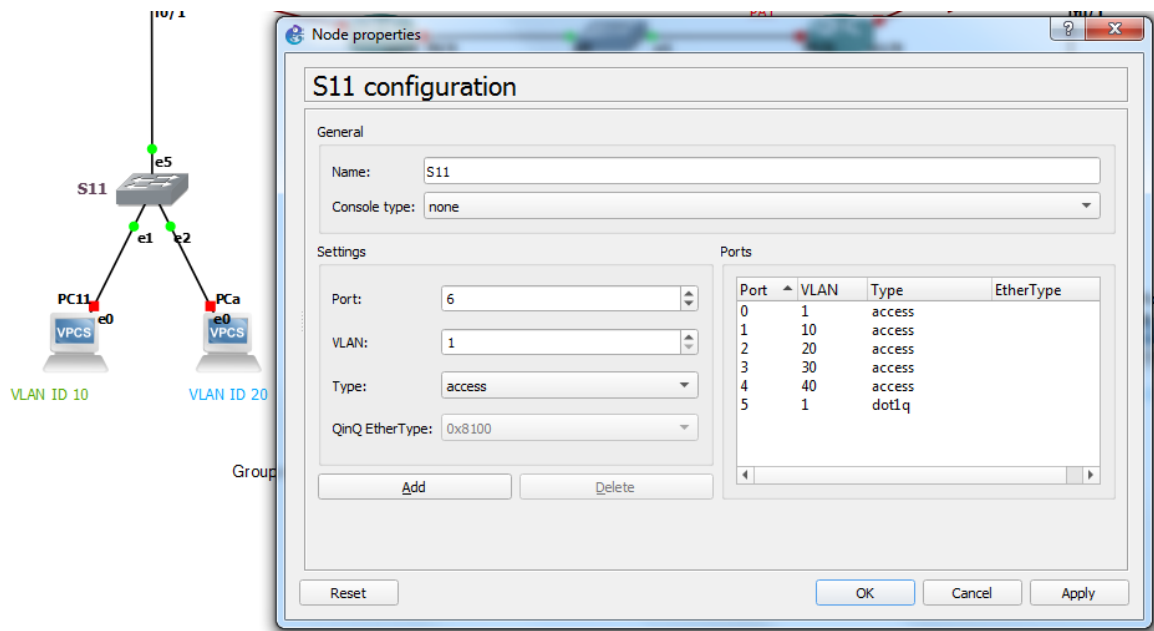 f0/1
PAT
f0/1
Node properties
?
X
S11 configuration
General
Name: S11
Console type: none
Settings
Port: 6
VLAN: 1
Type: access
QinQ EtherType: 0x8100
Add Delete
Ports
Port VLAN Type EtherType
0 1 access
1 10 access
2 20 access
3 30 access
4 40 access
5 1 dot1q
Reset OK Cancel Apply
e5
S11
e1 e2
PC11 PCa
e0 e0
VPCS VPCS
VLAN ID 10 VLAN ID 20
Group